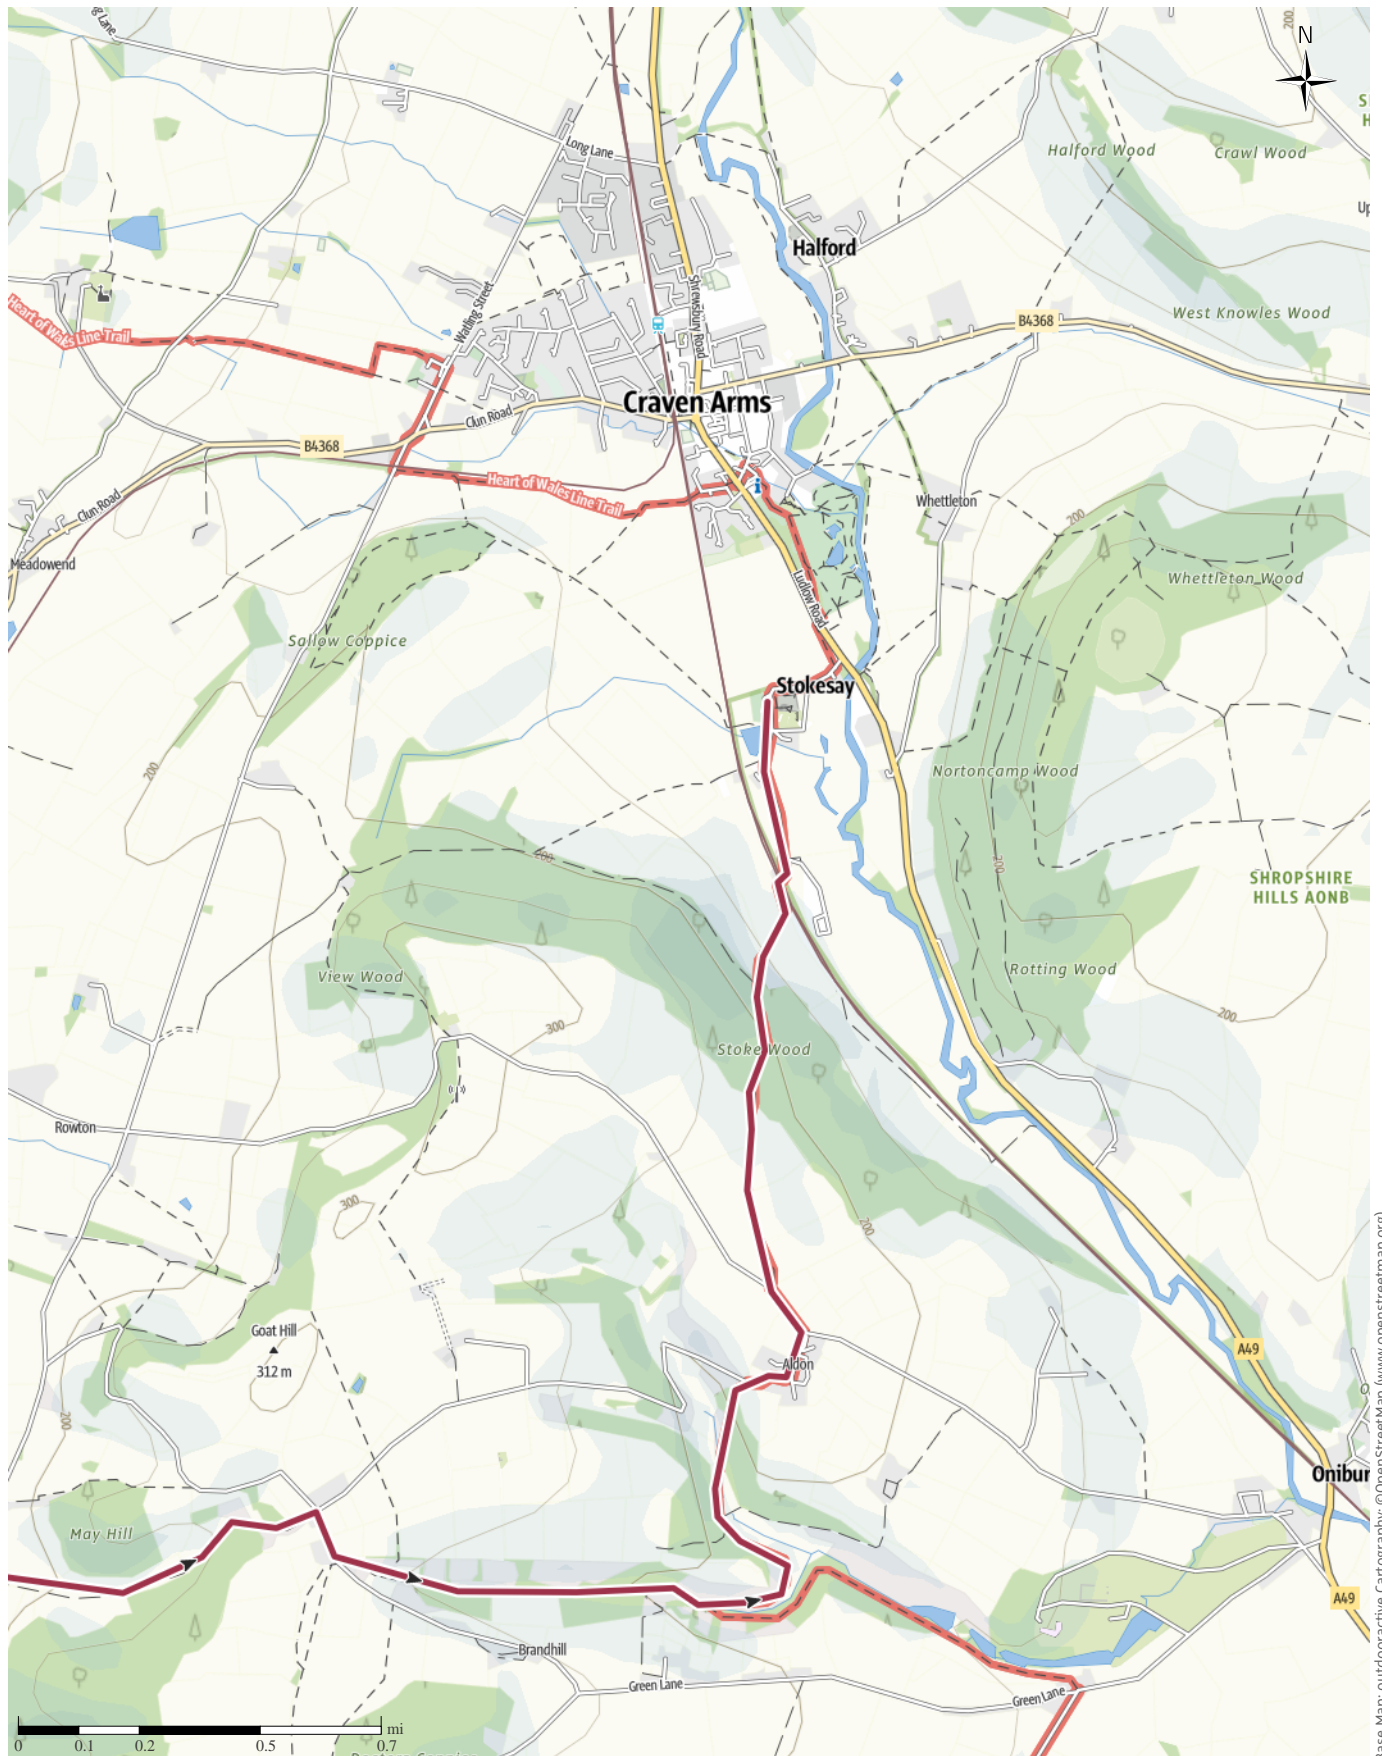 N
200
Long Lane
Halford Wood
Crawl Wood
Halford
Shrewsbury Road
Watling Street
Heart of Wales Line Trail
B4368
West Knowles Wood
Craven Arms
Clun Road
B4368
Heart of Wales Line Trail
Clun Road
Whettleton
200
Meadowend
Whettleton Wood
Ludlow Road
Sallow Coppice
Stokesay
200
Nortoncamp Wood
200
200
SHROPSHIRE
HILLS AONB
View Wood
Rotting Wood
300
200
Stoke Wood
Rowton
300
200
Goat Hill
312 m
A49
Aldon
200
Onibur
May Hill
A49
Brandhill
Green Lane
Green Lane
mi
0 0.1 0.2 0.5 0.7